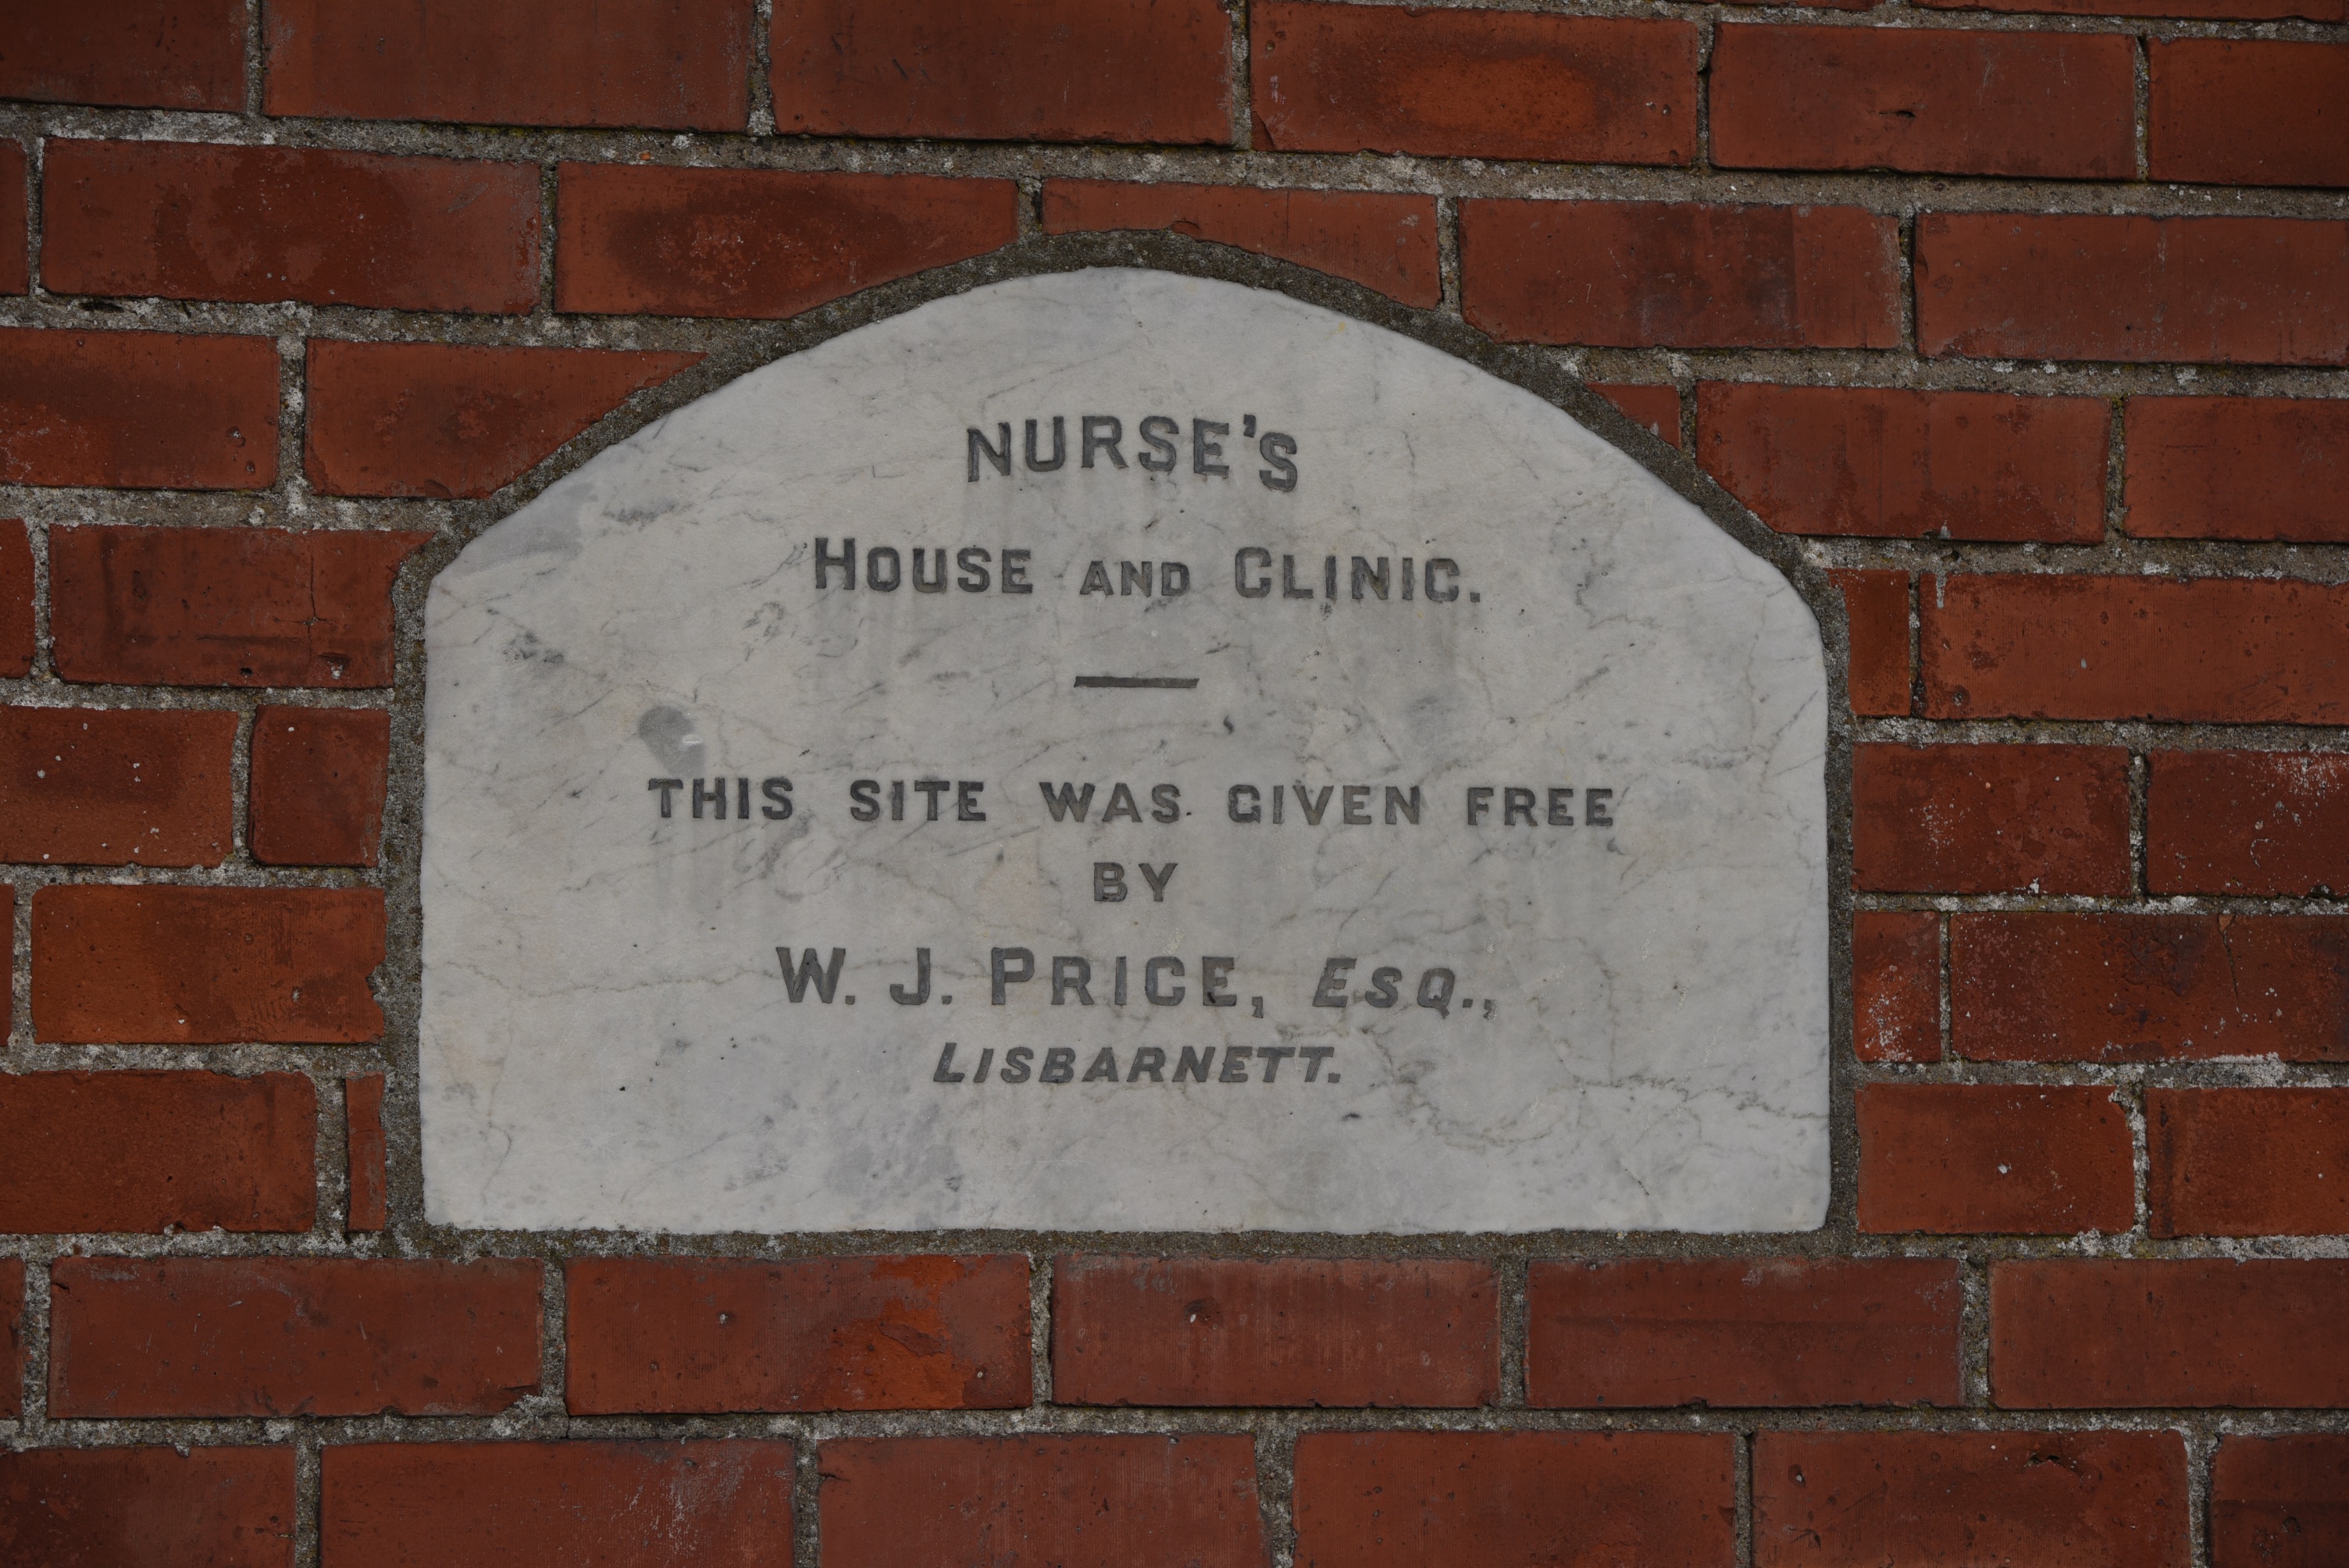 NURSE'S
HOUSE AND CLINIC.
THIS SITE WAS GIVEN FREE
BY
W. J. PRICE, ESQ.,
LISBARNETT.